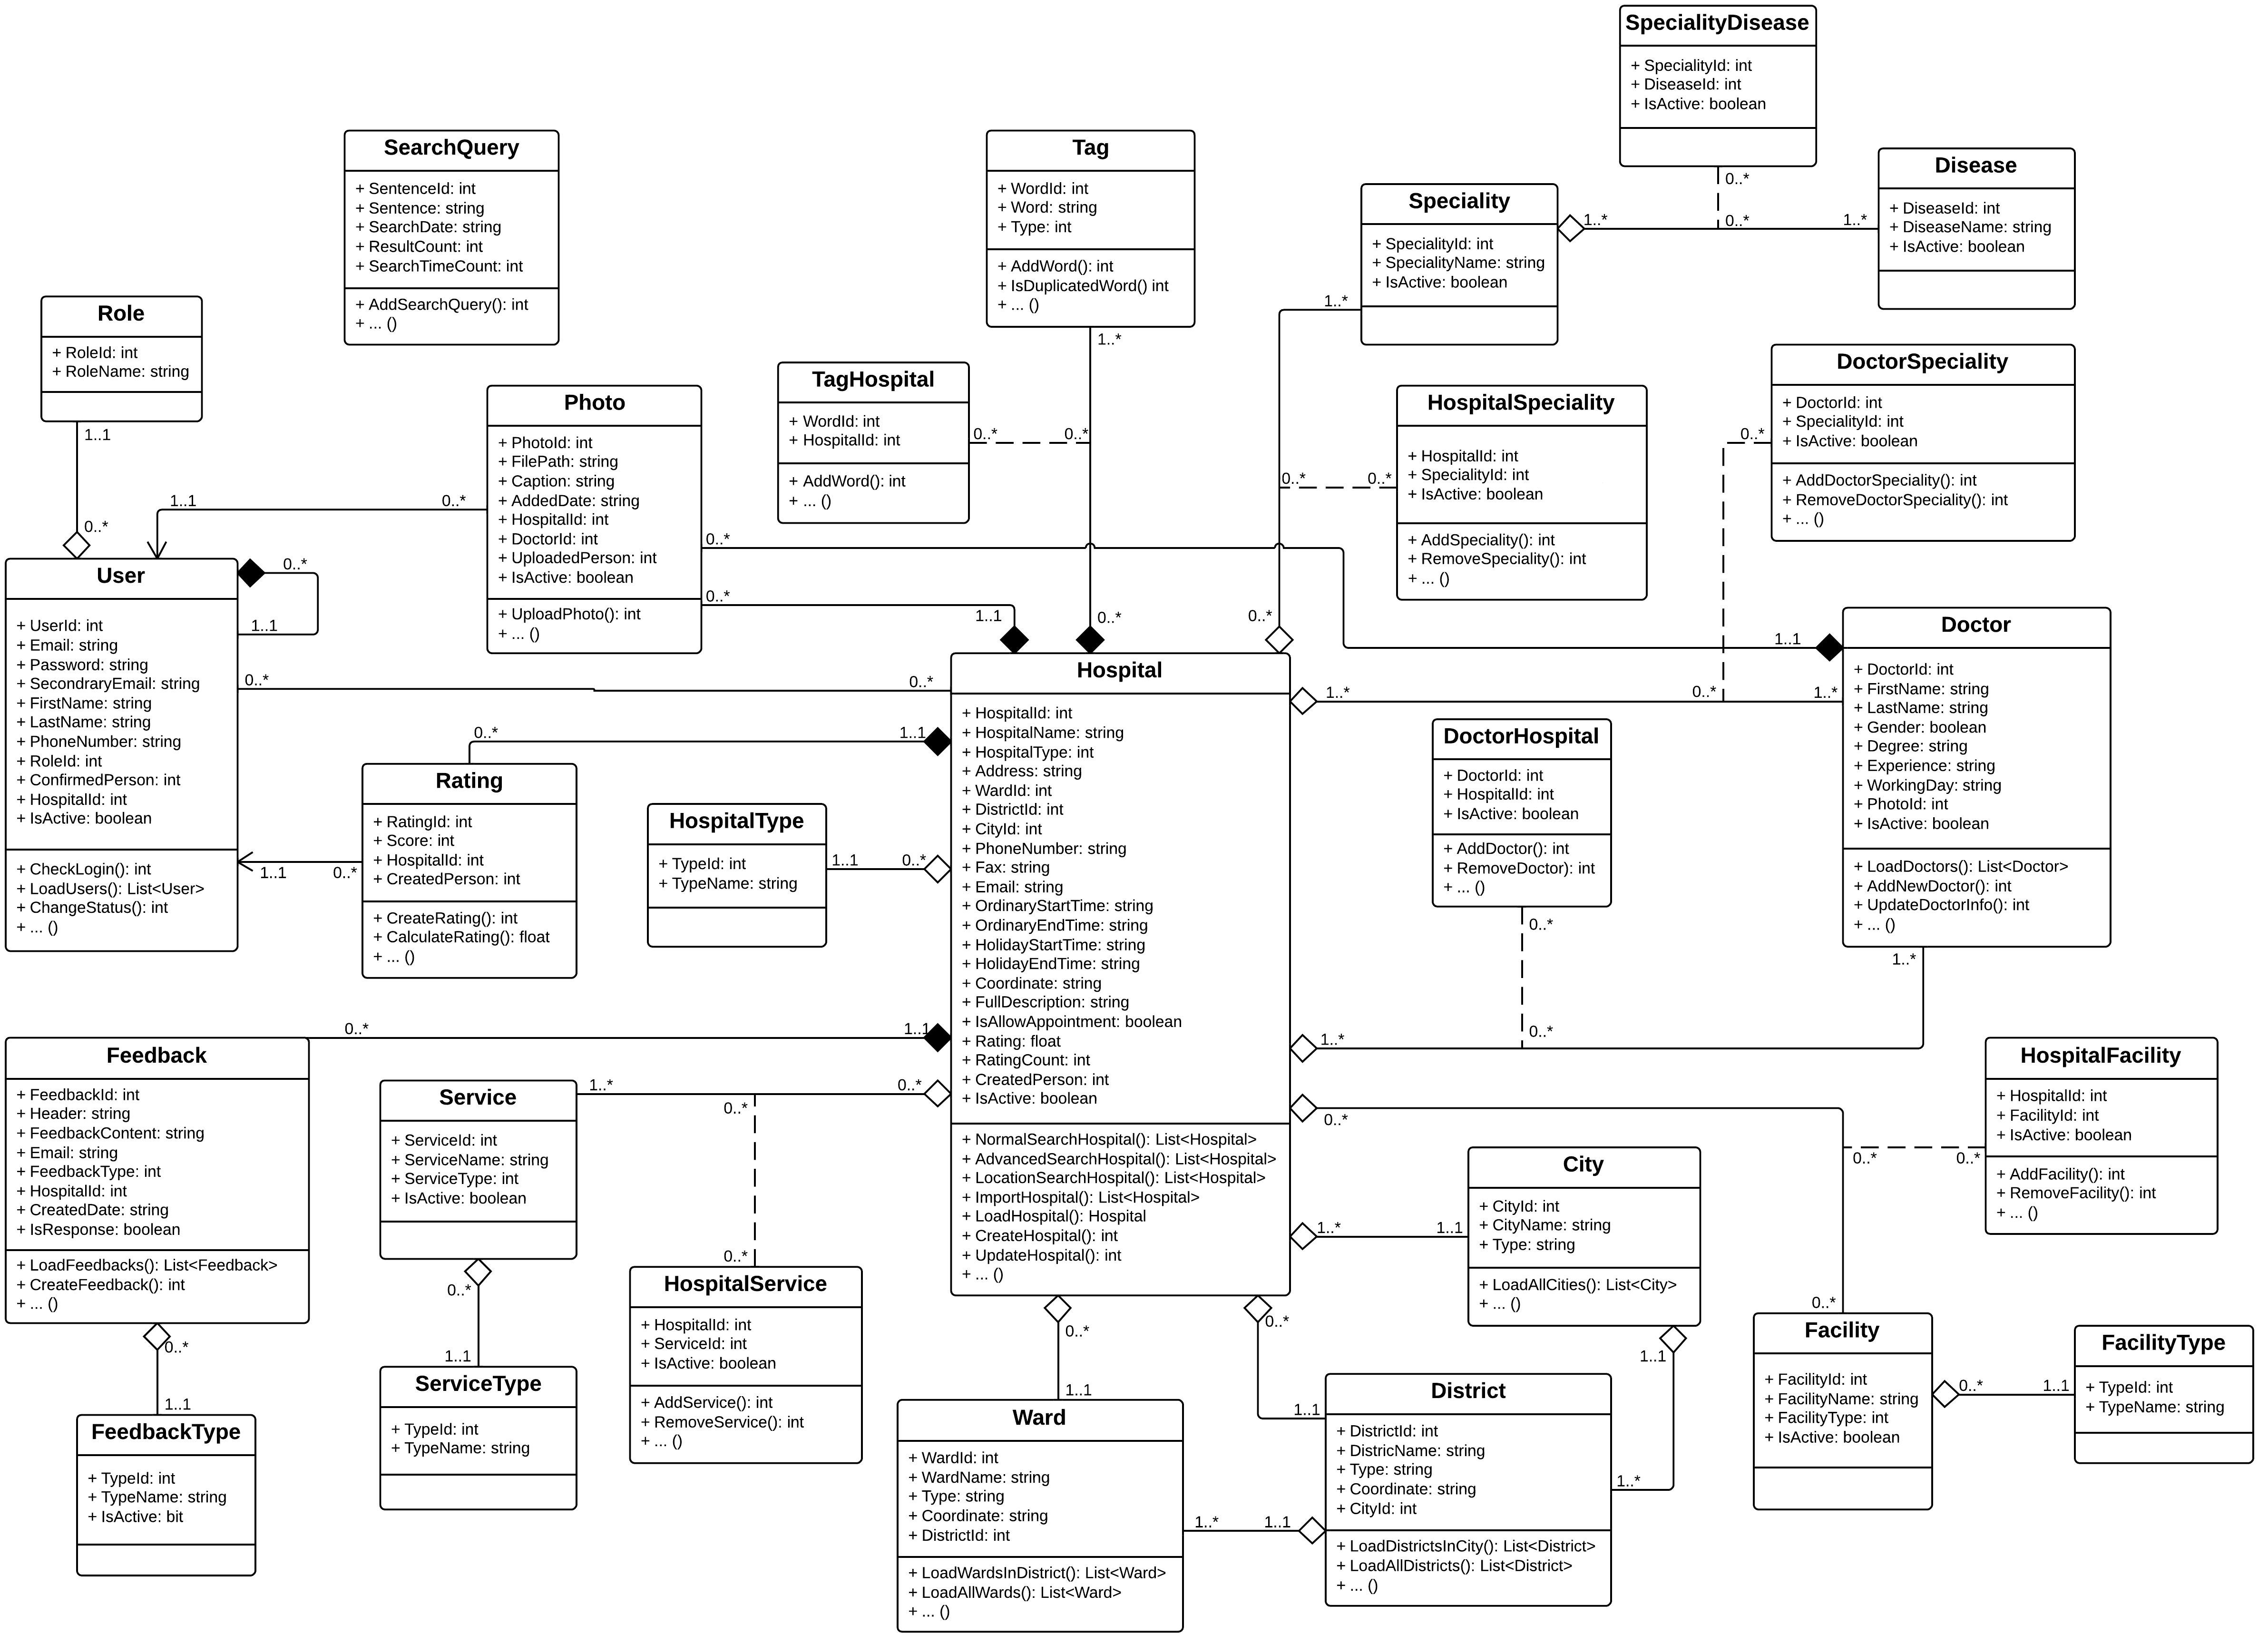 SpecialityDisease
+ SpecialityId: int
+ DiseaseId: int
+ IsActive: boolean
0..*
SearchQuery
+ SentenceId: int
+ Sentence: string
+ SearchDate: string
+ ResultCount: int
+ SearchTimeCount: int
+ AddSearchQuery(): int
+ ... ()
Tag
+ WordId: int
+ Word: string
+ Type: int
+ AddWord(): int
+ IsDuplicatedWord() int
+ ... ()
1..*
Speciality
+ SpecialityId: int
+ SpecialityName: string
+ IsActive: boolean
1..*
0..*
1..*
1..*
Disease
+ DiseaseId: int
+ DiseaseName: string
+ IsActive: boolean
Role
+ RoleId: int
+ RoleName: string
1..1
0..*
Photo
+ PhotoId: int
+ FilePath: string
+ Caption: string
+ AddedDate: string
+ HospitalId: int
+ DoctorId: int
+ UploadedPerson: int
+ IsActive: boolean
+ UploadPhoto(): int
+ ... ()
1..1
0..*
0..*
0..*
1..1
TagHospital
+ WordId: int
+ HospitalId: int
+ AddWord(): int
+ ... ()
0..*
0..*
0..*
HospitalSpeciality
+ HospitalId: int
+ SpecialityId: int
+ IsActive: boolean
+ AddSpeciality(): int
+ RemoveSpeciality(): int
+ ... ()
0..*
0..*
0..*
DoctorSpeciality
+ DoctorId: int
+ SpecialityId: int
+ IsActive: boolean
+ AddDoctorSpeciality(): int
+ RemoveDoctorSpeciality(): int
+ ... ()
0..*
User
+ UserId: int
+ Email: string
+ Password: string
+ SecondraryEmail: string
+ FirstName: string
+ LastName: string
+ PhoneNumber: string
+ RoleId: int
+ ConfirmedPerson: int
+ HospitalId: int
+ IsActive: boolean
+ CheckLogin(): int
+ LoadUsers(): List<User>
+ ChangeStatus(): int
+ ... ()
0..*
1..1
0..*
0..*
Rating
+ RatingId: int
+ Score: int
+ HospitalId: int
+ CreatedPerson: int
+ CreateRating(): int
+ CalculateRating(): float
+ ... ()
0..*
1..1
1..1
0..*
HospitalType
+ TypeId: int
+ TypeName: string
1..1
0..*
Hospital
+ HospitalId: int
+ HospitalName: string
+ HospitalType: int
+ Address: string
+ WardId: int
+ DistrictId: int
+ CityId: int
+ PhoneNumber: string
+ Fax: string
+ Email: string
+ OrdinaryStartTime: string
+ OrdinaryEndTime: string
+ HolidayStartTime: string
+ HolidayEndTime: string
+ Coordinate: string
+ FullDescription: string
+ IsAllowAppointment: boolean
+ Rating: float
+ RatingCount: int
+ CreatedPerson: int
+ IsActive: boolean
+ NormalSearchHospital(): List<Hospital>
+ AdvancedSearchHospital(): List<Hospital>
+ LocationSearchHospital(): List<Hospital>
+ ImportHospital(): List<Hospital>
+ LoadHospital(): Hospital
+ CreateHospital(): int
+ UpdateHospital(): int
+ ... ()
1..*
0..*
1..*
1..1
DoctorHospital
+ DoctorId: int
+ HospitalId: int
+ IsActive: boolean
+ AddDoctor(): int
+ RemoveDoctor): int
+ ... ()
0..*
0..*
1..*
1..*
Doctor
+ DoctorId: int
+ FirstName: string
+ LastName: string
+ Gender: boolean
+ Degree: string
+ Experience: string
+ WorkingDay: string
+ PhotoId: int
+ IsActive: boolean
+ LoadDoctors(): List<Doctor>
+ AddNewDoctor(): int
+ UpdateDoctorInfo(): int
+ ... ()
Feedback
+ FeedbackId: int
+ Header: string
+ FeedbackContent: string
+ Email: string
+ FeedbackType: int
+ HospitalId: int
+ CreatedDate: string
+ IsResponse: boolean
+ LoadFeedbacks(): List<Feedback>
+ CreateFeedback(): int
+ ... ()
0..*
1..1
0..*
1..1
FeedbackType
+ TypeId: int
+ TypeName: string
+ IsActive: bit
Service
+ ServiceId: int
+ ServiceName: string
+ ServiceType: int
+ IsActive: boolean
1..*
0..*
0..*
0..*
0..*
1..1
ServiceType
+ TypeId: int
+ TypeName: string
HospitalService
+ HospitalId: int
+ ServiceId: int
+ IsActive: boolean
+ AddService(): int
+ RemoveService(): int
+ ... ()
0..*
0..*
0..*
0..*
HospitalFacility
+ HospitalId: int
+ FacilityId: int
+ IsActive: boolean
+ AddFacility(): int
+ RemoveFacility(): int
+ ... ()
City
+ CityId: int
+ CityName: string
+ Type: string
+ LoadAllCities(): List<City>
+ ... ()
1..*
1..1
1..1
1..*
0..*
1..1
0..*
1..1
Ward
+ WardId: int
+ WardName: string
+ Type: string
+ Coordinate: string
+ DistrictId: int
+ LoadWardsInDistrict(): List<Ward>
+ LoadAllWards(): List<Ward>
+ ... ()
1..*
1..1
District
+ DistrictId: int
+ DistricName: string
+ Type: string
+ Coordinate: string
+ CityId: int
+ LoadDistrictsInCity(): List<District>
+ LoadAllDistricts(): List<District>
+ ... ()
Facility
+ FacilityId: int
+ FacilityName: string
+ FacilityType: int
+ IsActive: boolean
0..*
1..1
FacilityType
+ TypeId: int
+ TypeName: string